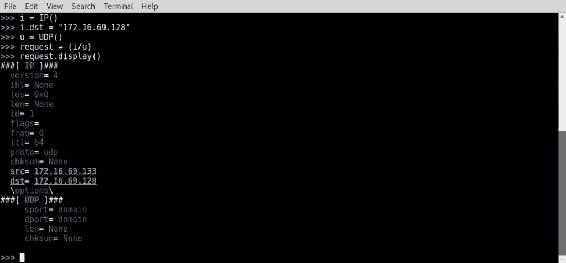 File Edit View Search Terminal Help
>>> i = IP()
>>> i.dst = "172.16.69.128"
>>> u = UDP()
>>> request = (i/u)
>>> request.display()
###[ IP ]###
version= 4
ihl= None
tos= 0x0
len= None
id= 1
flags=
frag= 0
ttl= 64
proto= udp
chksum= None
src= 172.16.69.133
dst= 172.16.69.128
\options\
###[ UDP ]###
sport= domain
dport= domain
len= None
chksum= None
>>>